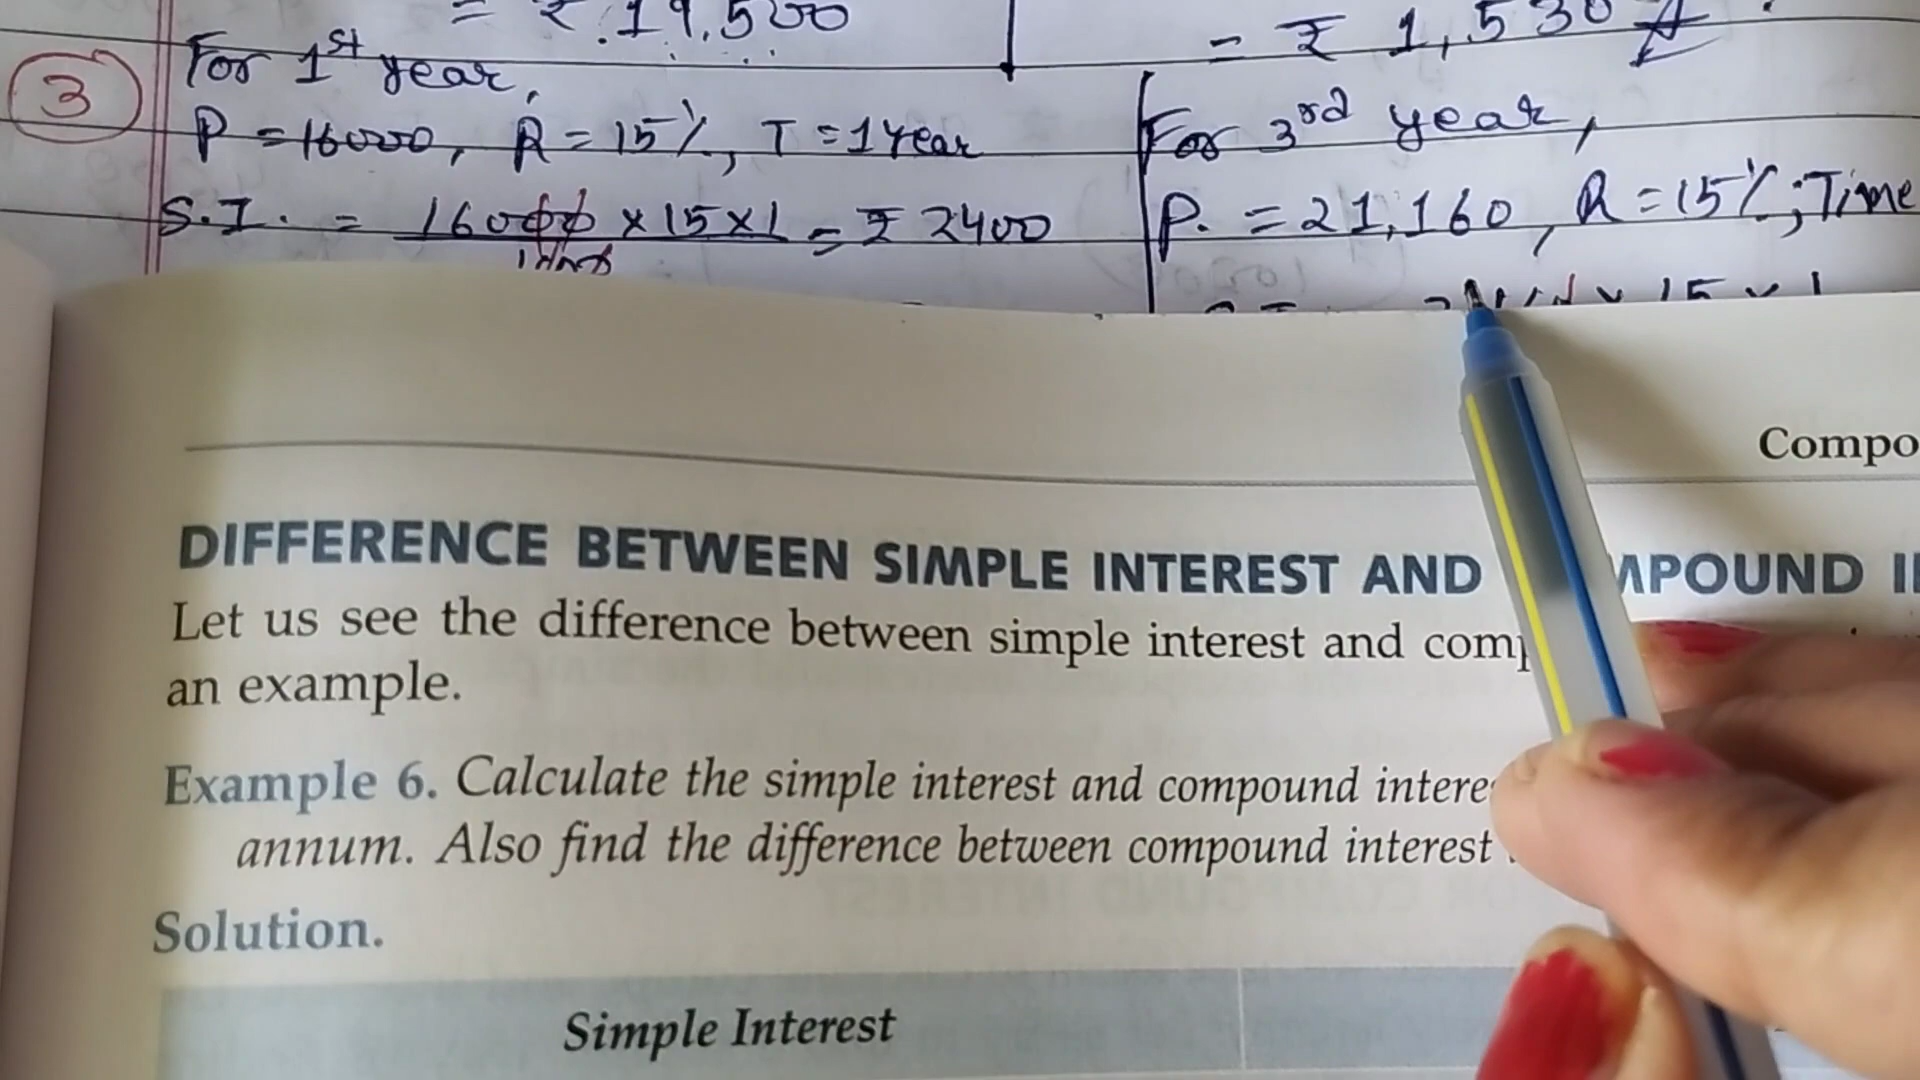 = ₹ 19,500
= ₹ 1,530
3
For 1st year,
P = 16000, R = 15%, T = 1 Year
S.I. = 16000 x 15 x 1 = ₹ 2400
For 3rd year,
P. = 21,160, R = 15%; Time
x 15 x 1
Compo
DIFFERENCE BETWEEN SIMPLE INTEREST AND MPOUND I
Let us see the difference between simple interest and comp
an example.
Example 6. Calculate the simple interest and compound intere
annum. Also find the difference between compound interest
Solution.
Simple Interest